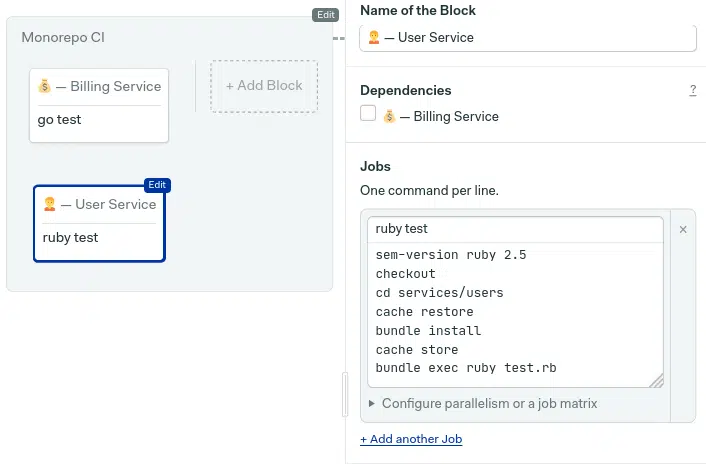 Edit
Monorepo CI
💰 — Billing Service
go test
+ Add Block
Edit
👩‍🦰 — User Service
ruby test
Name of the Block
👩‍🦰 — User Service
Dependencies
?
💰 — Billing Service
Jobs
One command per line.
ruby test
×
sem-version ruby 2.5
checkout
cd services/users
cache restore
bundle install
cache store
bundle exec ruby test.rb
Configure parallelism or a job matrix
+ Add another Job